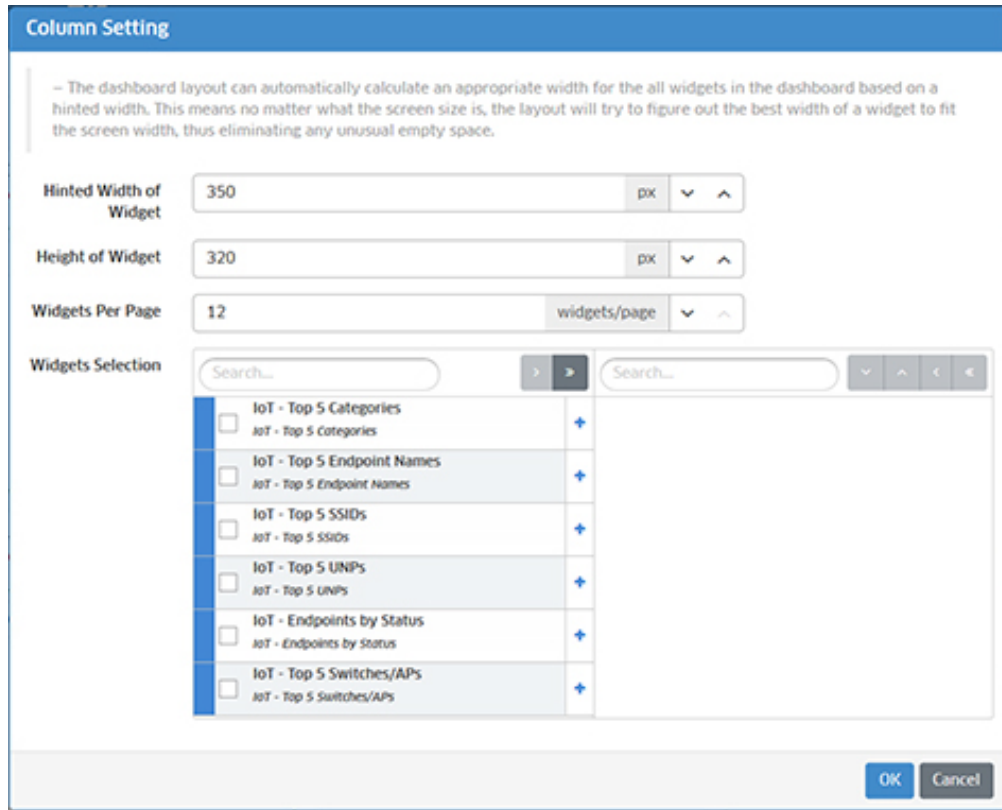 Column Setting
– The dashboard layout can automatically calculate an appropriate width for the all widgets in the dashboard based on a
hinted width. This means no matter what the screen size is, the layout will try to figure out the best width of a widget to fit
the screen width, thus eliminating any unusual empty space.
Hinted Width of
Widget
350 px
Height of Widget 320 px
Widgets Per Page 12 widgets/page
Widgets Selection Search... Search...
IoT - Top 5 Categories
IoT - Top 5 Categories
IoT - Top 5 Endpoint Names
IoT - Top 5 Endpoint Names
IoT - Top 5 SSIDs
IoT - Top 5 SSIDs
IoT - Top 5 UNPs
IoT - Top 5 UNPs
IoT - Endpoints by Status
IoT - Endpoints by Status
IoT - Top 5 Switches/APs
IoT - Top 5 Switches/APs
OK Cancel